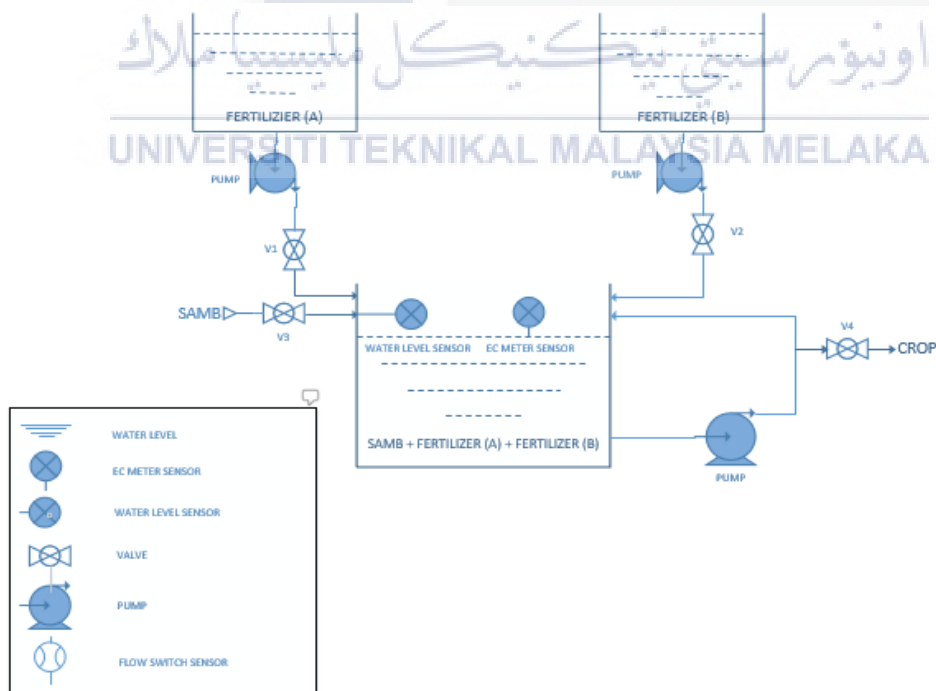 اونيۏرسيتي تيكنيكل مليسيا ملاك
FERTILIZIER (A)
FERTILIZER (B)
UNIVERSITI TEKNIKAL MALAYSIA MELAKA
PUMP
PUMP
V1
V2
SAMB
V3
WATER LEVEL SENSOR
EC METER SENSOR
V4
CROP
SAMB + FERTILIZER (A) + FERTILIZER (B)
PUMP
WATER LEVEL
EC METER SENSOR
WATER LEVEL SENSOR
VALVE
PUMP
FLOW SWITCH SENSOR